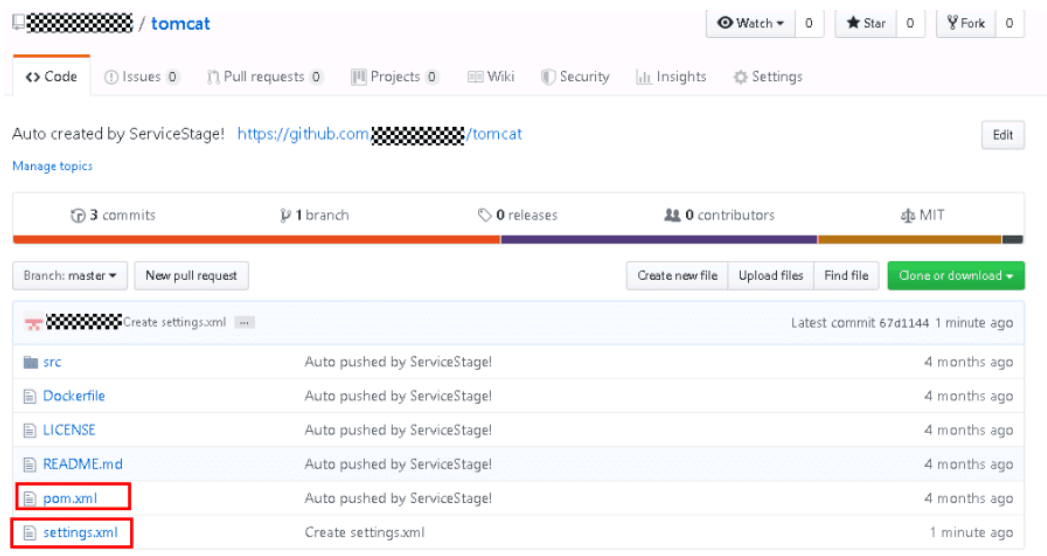 / tomcat Watch 0 Star 0 Fork 0
<> Code Issues 0 Pull requests 0 Projects 0 Wiki Security Insights Settings
Auto created by ServiceStage! https://github.com /tomcat Edit
Manage topics
3 commits 1 branch 0 releases 0 contributors MIT
Branch: master New pull request Create new file Upload files Find file Clone or download
Create settings.xml ... Latest commit 67d1144 1 minute ago
src Auto pushed by ServiceStage! 4 months ago
Dockerfile Auto pushed by ServiceStage! 4 months ago
LICENSE Auto pushed by ServiceStage! 4 months ago
README.md Auto pushed by ServiceStage! 4 months ago
pom.xml Auto pushed by ServiceStage! 4 months ago
settings.xml Create settings.xml 1 minute ago